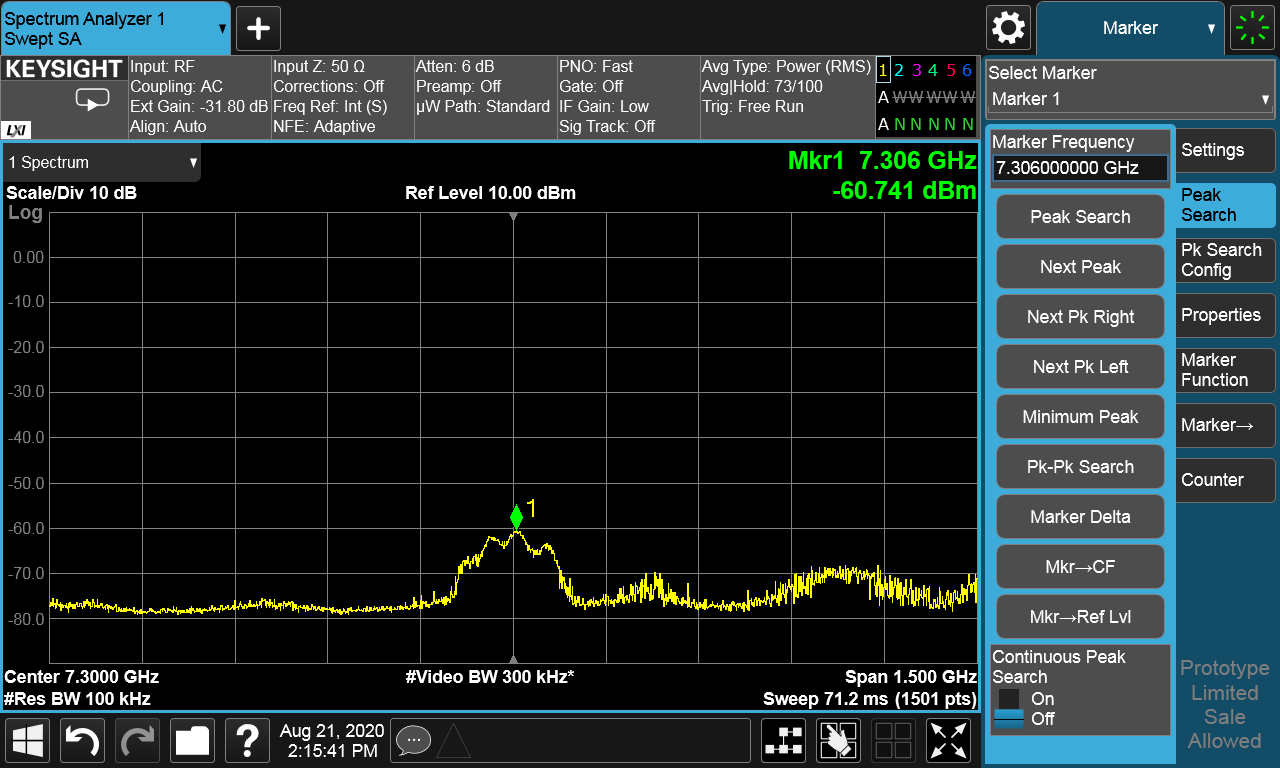 Spectrum Analyzer 1
Swept SA
Marker
KEYSIGHT
LXI
Input: RF
Coupling: AC
Ext Gain: -31.80 dB
Align: Auto
Input Z: 50 Ω
Corrections: Off
Freq Ref: Int (S)
NFE: Adaptive
Atten: 6 dB
Preamp: Off
µW Path: Standard
PNO: Fast
Gate: Off
IF Gain: Low
Sig Track: Off
Avg Type: Power (RMS)
Avg|Hold: 73/100
Trig: Free Run
1 2 3 4 5 6
A W W W W W
A N N N N N
Select Marker
Marker 1
1 Spectrum
Mkr1 7.306 GHz
-60.741 dBm
Scale/Div 10 dB
Ref Level 10.00 dBm
Log
0.00
-10.0
-20.0
-30.0
-40.0
-50.0
-60.0
-70.0
-80.0
1
Center 7.3000 GHz
#Video BW 300 kHz*
Span 1.500 GHz
#Res BW 100 kHz
Sweep 71.2 ms (1501 pts)
Marker Frequency
7.306000000 GHz
Peak Search
Next Peak
Next Pk Right
Next Pk Left
Minimum Peak
Pk-Pk Search
Marker Delta
Mkr→CF
Mkr→Ref Lvl
Continuous Peak
Search
On
Off
Settings
Peak
Search
Pk Search
Config
Properties
Marker
Function
Marker→
Counter
Prototype
Limited
Sale
Allowed
?
Aug 21, 2020
2:15:41 PM